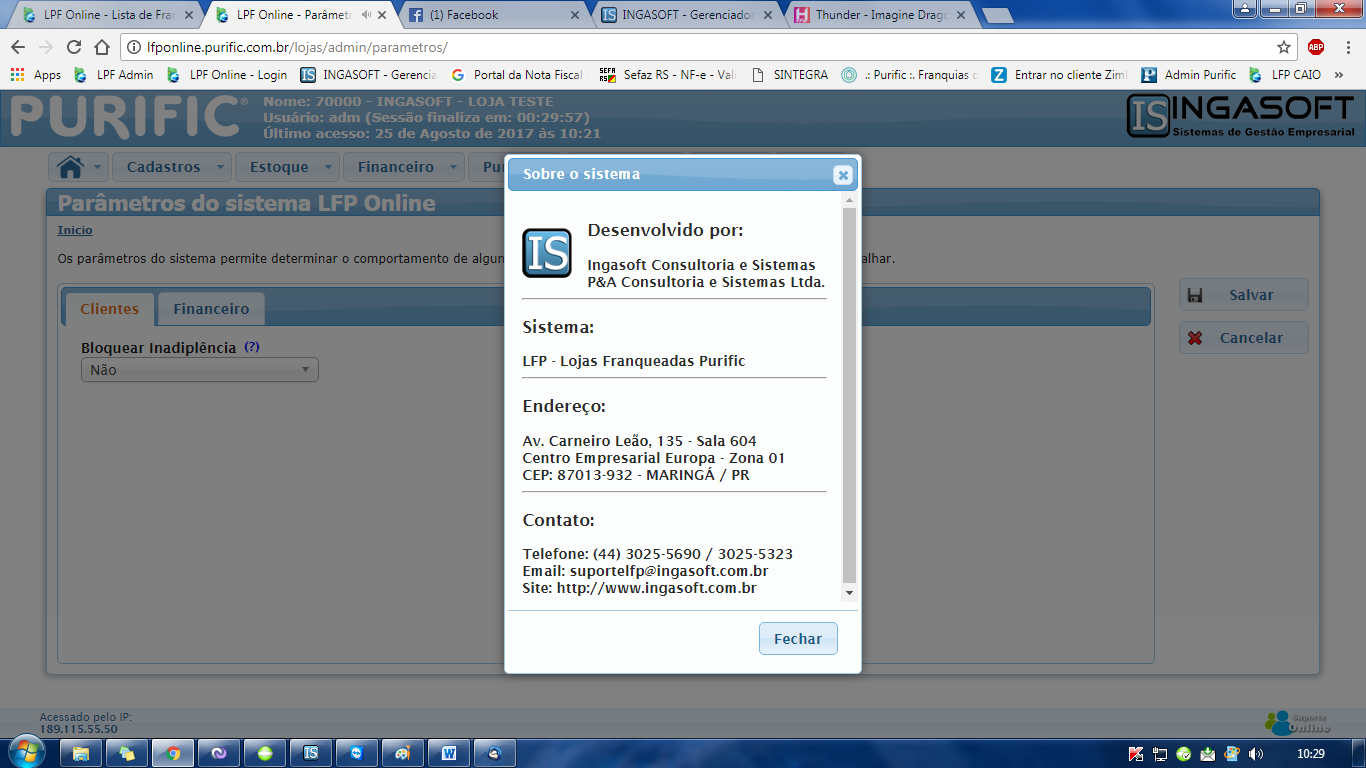 LPF Online - Lista de Fran
LPF Online - Parâmetr
(1) Facebook
INGASOFT - Gerenciador
Thunder - Imagine Drago
lfponline.purific.com.br/lojas/admin/parametros/
ABP
Apps
LPF Admin
LPF Online - Login
INGASOFT - Gerencia
Portal da Nota Fiscal
Sefaz RS - NF-e - Vali
SINTEGRA
.: Purific :. Franquias
Entrar no cliente Zim
Admin Purific
LFP CAIO
»
PURIFIC®
Nome: 70000 - INGASOFT - LOJA TESTE
Usuário: adm (Sessão finaliza em: 00:29:57)
Último acesso: 25 de Agosto de 2017 às 10:21
IS INGASOFT
Sistemas de Gestão Empresarial
Cadastros
Estoque
Financeiro
Pu
Parâmetros do sistema LFP Online
Inicio
Os parâmetros do sistema permite determinar o comportamento de algun
alhar.
Clientes
Financeiro
Bloquear Inadiplência (?)
Não
Salvar
Cancelar
Sobre o sistema
IS
Desenvolvido por:
Ingasoft Consultoria e Sistemas
P&A Consultoria e Sistemas Ltda.
Sistema:
LFP - Lojas Franqueadas Purific
Endereço:
Av. Carneiro Leão, 135 - Sala 604
Centro Empresarial Europa - Zona 01
CEP: 87013-932 - MARINGÁ / PR
Contato:
Telefone: (44) 3025-5690 / 3025-5323
Email: suportelfp@ingasoft.com.br
Site: http://www.ingasoft.com.br
Fechar
Acessado pelo IP:
189.115.55.50
Suporte
Online
10:29